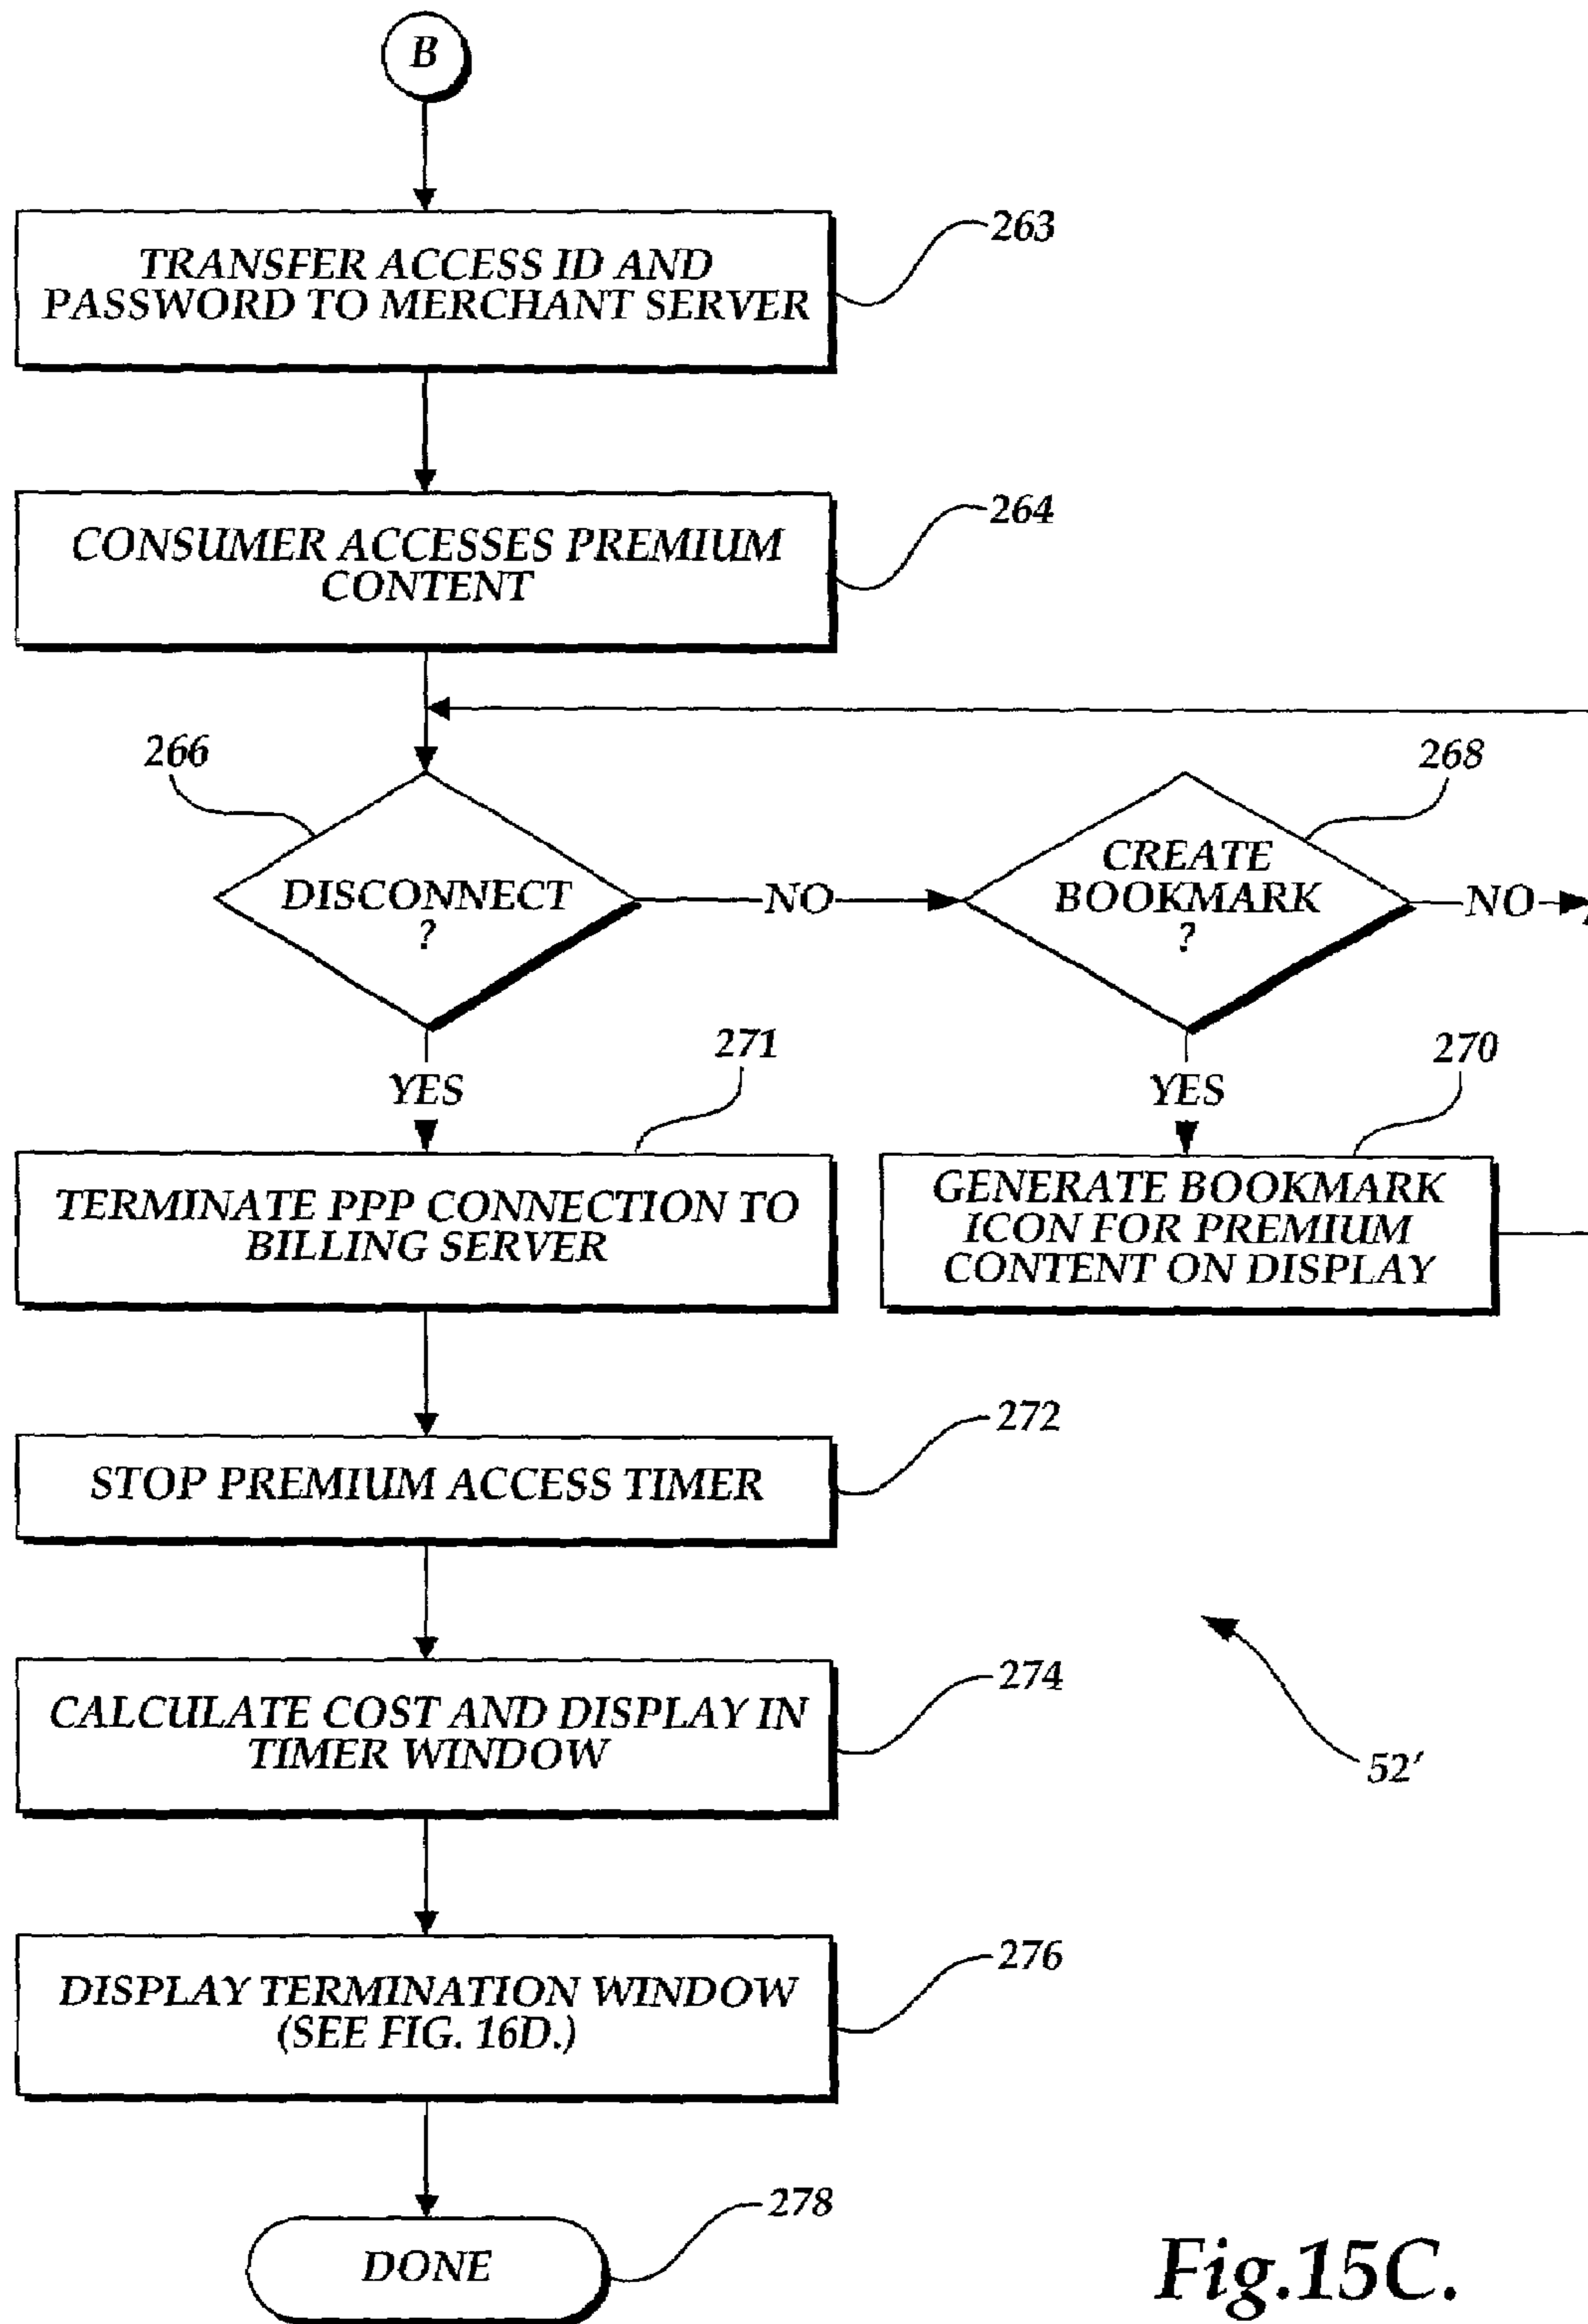 B
263
TRANSFER ACCESS ID AND
PASSWORD TO MERCHANT SERVER
264
CONSUMER ACCESSES PREMIUM
CONTENT
266
268
DISCONNECT
?
NO
CREATE
BOOKMARK
?
NO
YES
271
YES
270
TERMINATE PPP CONNECTION TO
BILLING SERVER
GENERATE BOOKMARK
ICON FOR PREMIUM
CONTENT ON DISPLAY
272
STOP PREMIUM ACCESS TIMER
274
CALCULATE COST AND DISPLAY IN
TIMER WINDOW
52'
276
DISPLAY TERMINATION WINDOW
(SEE FIG. 16D.)
278
DONE
Fig.15C.